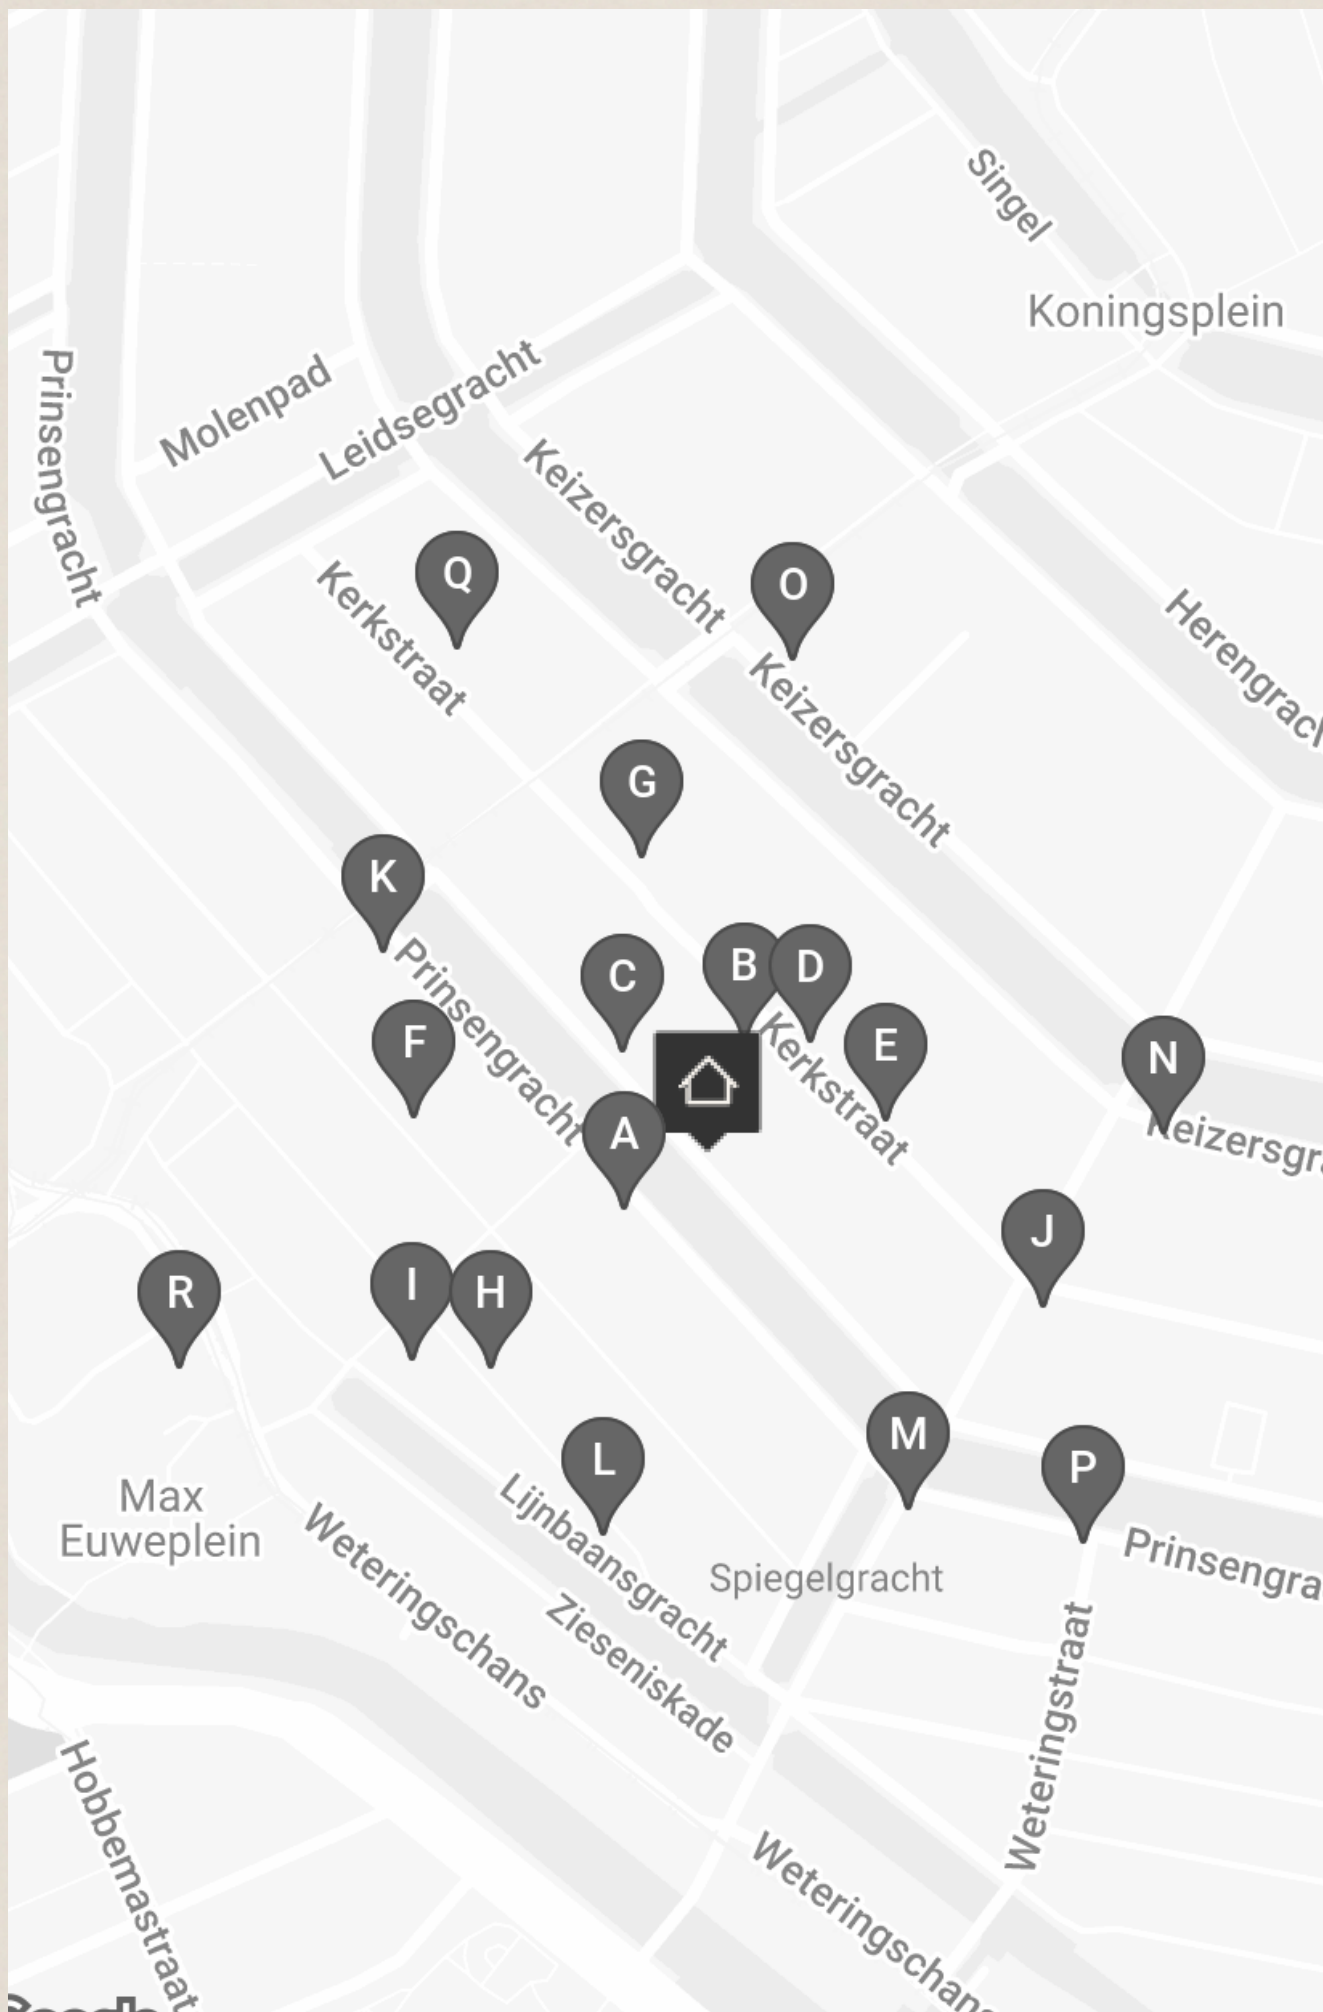 Singel
Koningsplein
Prinsengracht
Molenpad
Leidsegracht
Keizersgracht
Q
O
Kerkstraat
Herengracl
Keizersgracht
G
K
Prinsengracht
C
B
D
E
N
F
Kerkstraat
A
Keizersgra
J
R
I
H
M
P
L
Max
Euweplein
Lijnbaansgracht
Weteringschans
Spiegelgracht
Prinsengra
Zieseniskade
Weteringstraat
Hobbemastraat
Weteringschans